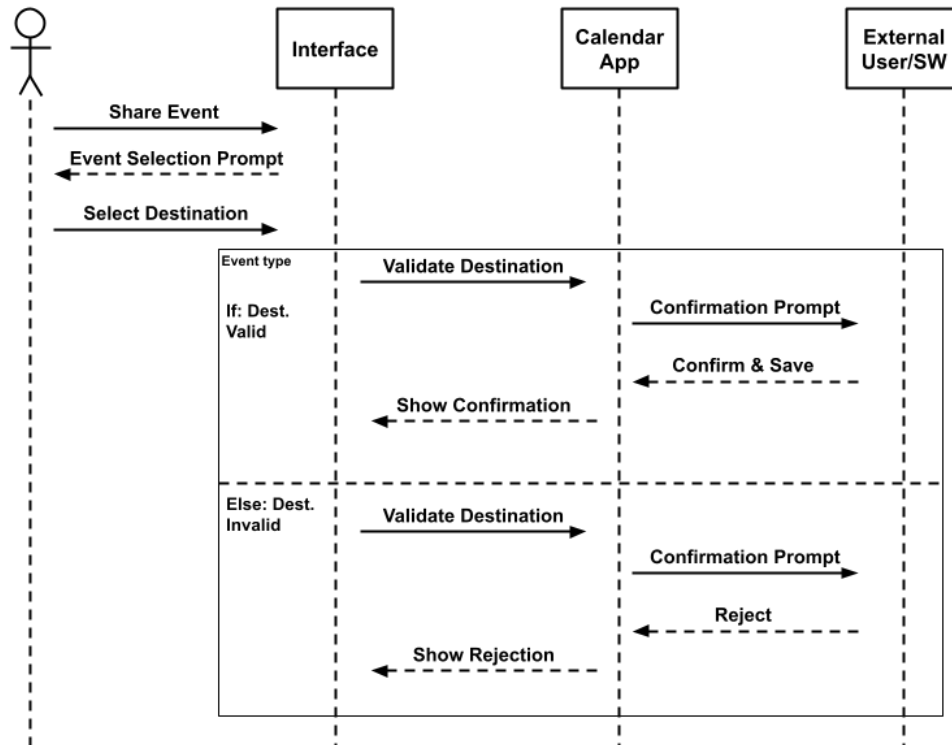 Interface
Calendar
App
External
User/SW
Share Event
Event Selection Prompt
Select Destination
Event type
Validate Destination
If: Dest.
Valid
Confirmation Prompt
Confirm & Save
Show Confirmation
Else: Dest.
Invalid
Validate Destination
Confirmation Prompt
Reject
Show Rejection